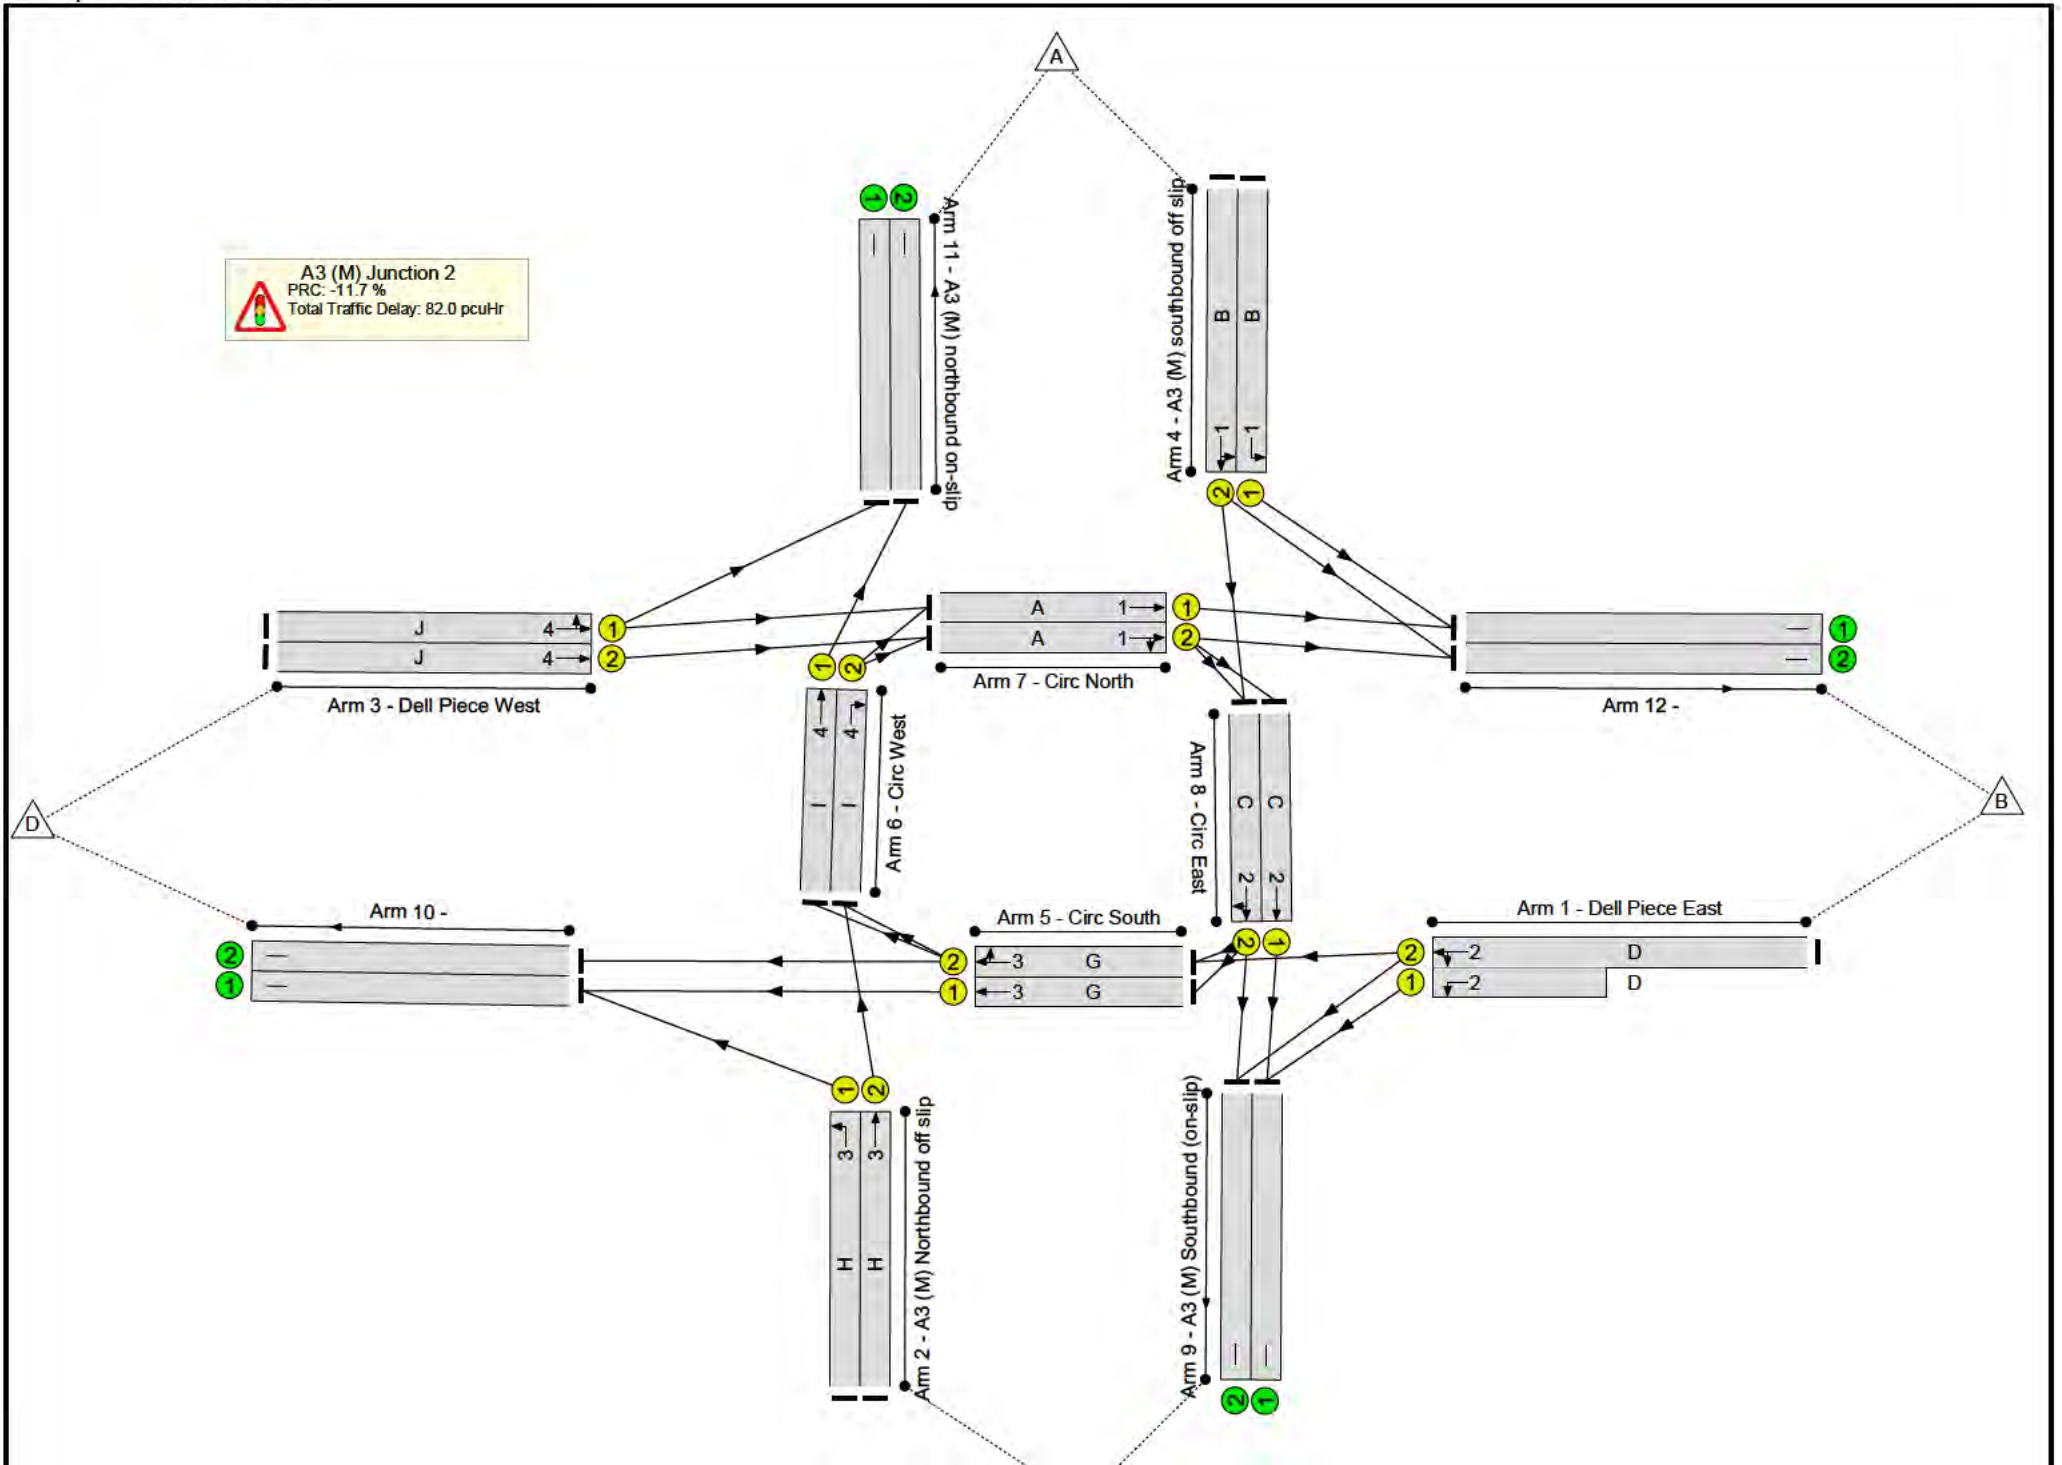 A
1
2
Arm 11 - A3 (M) northbound on-slip
Arm 4 - A3 (M) southbound off slip
B
B
1
1
2
1
A3 (M) Junction 2
PRC: -11.7 %
Total Traffic Delay: 82.0 pcuHr
J
4
1
J
4
2
Arm 3 - Dell Piece West
1
2
4
4
I
I
Arm 6 - Circ West
A
1
1
A
1
2
Arm 7 - Circ North
1
2
Arm 12 -
Arm 8 - Circ East
C
C
2
2
2
1
D
B
Arm 10 -
2
1
Arm 5 - Circ South
2
3
G
1
3
G
Arm 1 - Dell Piece East
2
2
D
1
2
D
1
2
3
3
H
H
Arm 2 - A3 (M) Northbound off slip
Arm 9 - A3 (M) Southbound (on-slip)
2
1